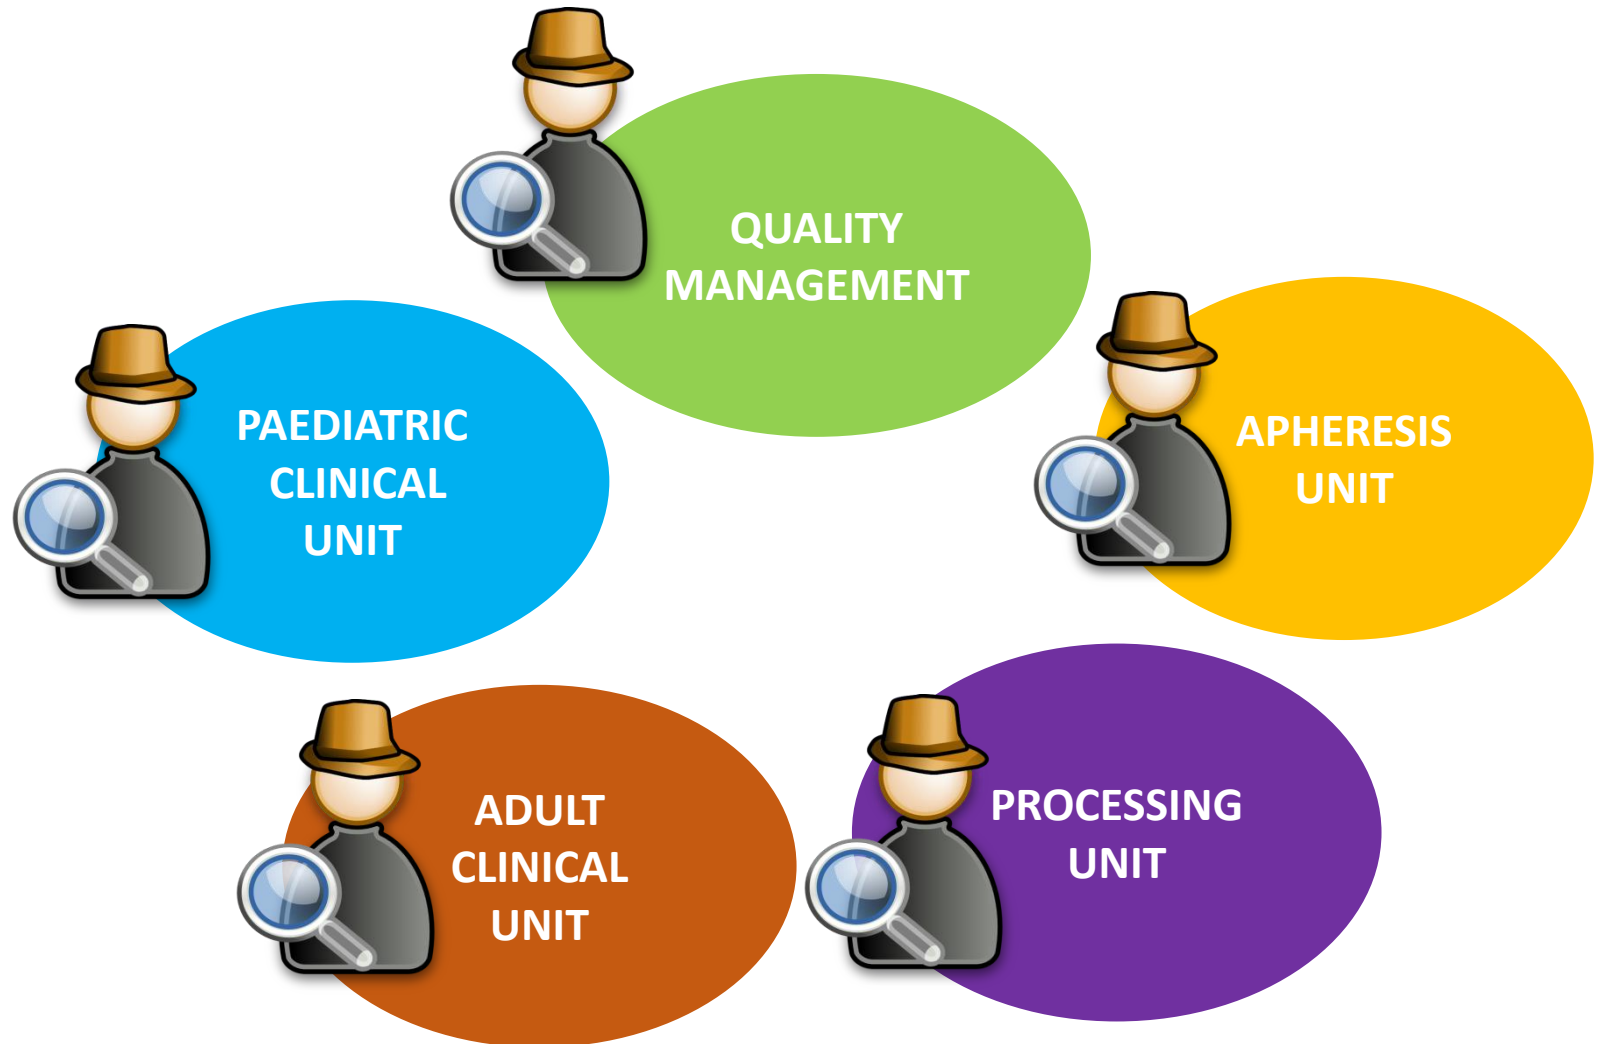 QUALITY
MANAGEMENT
PAEDIATRIC
CLINICAL
UNIT
APHERESIS
UNIT
ADULT
CLINICAL
UNIT
PROCESSING
UNIT